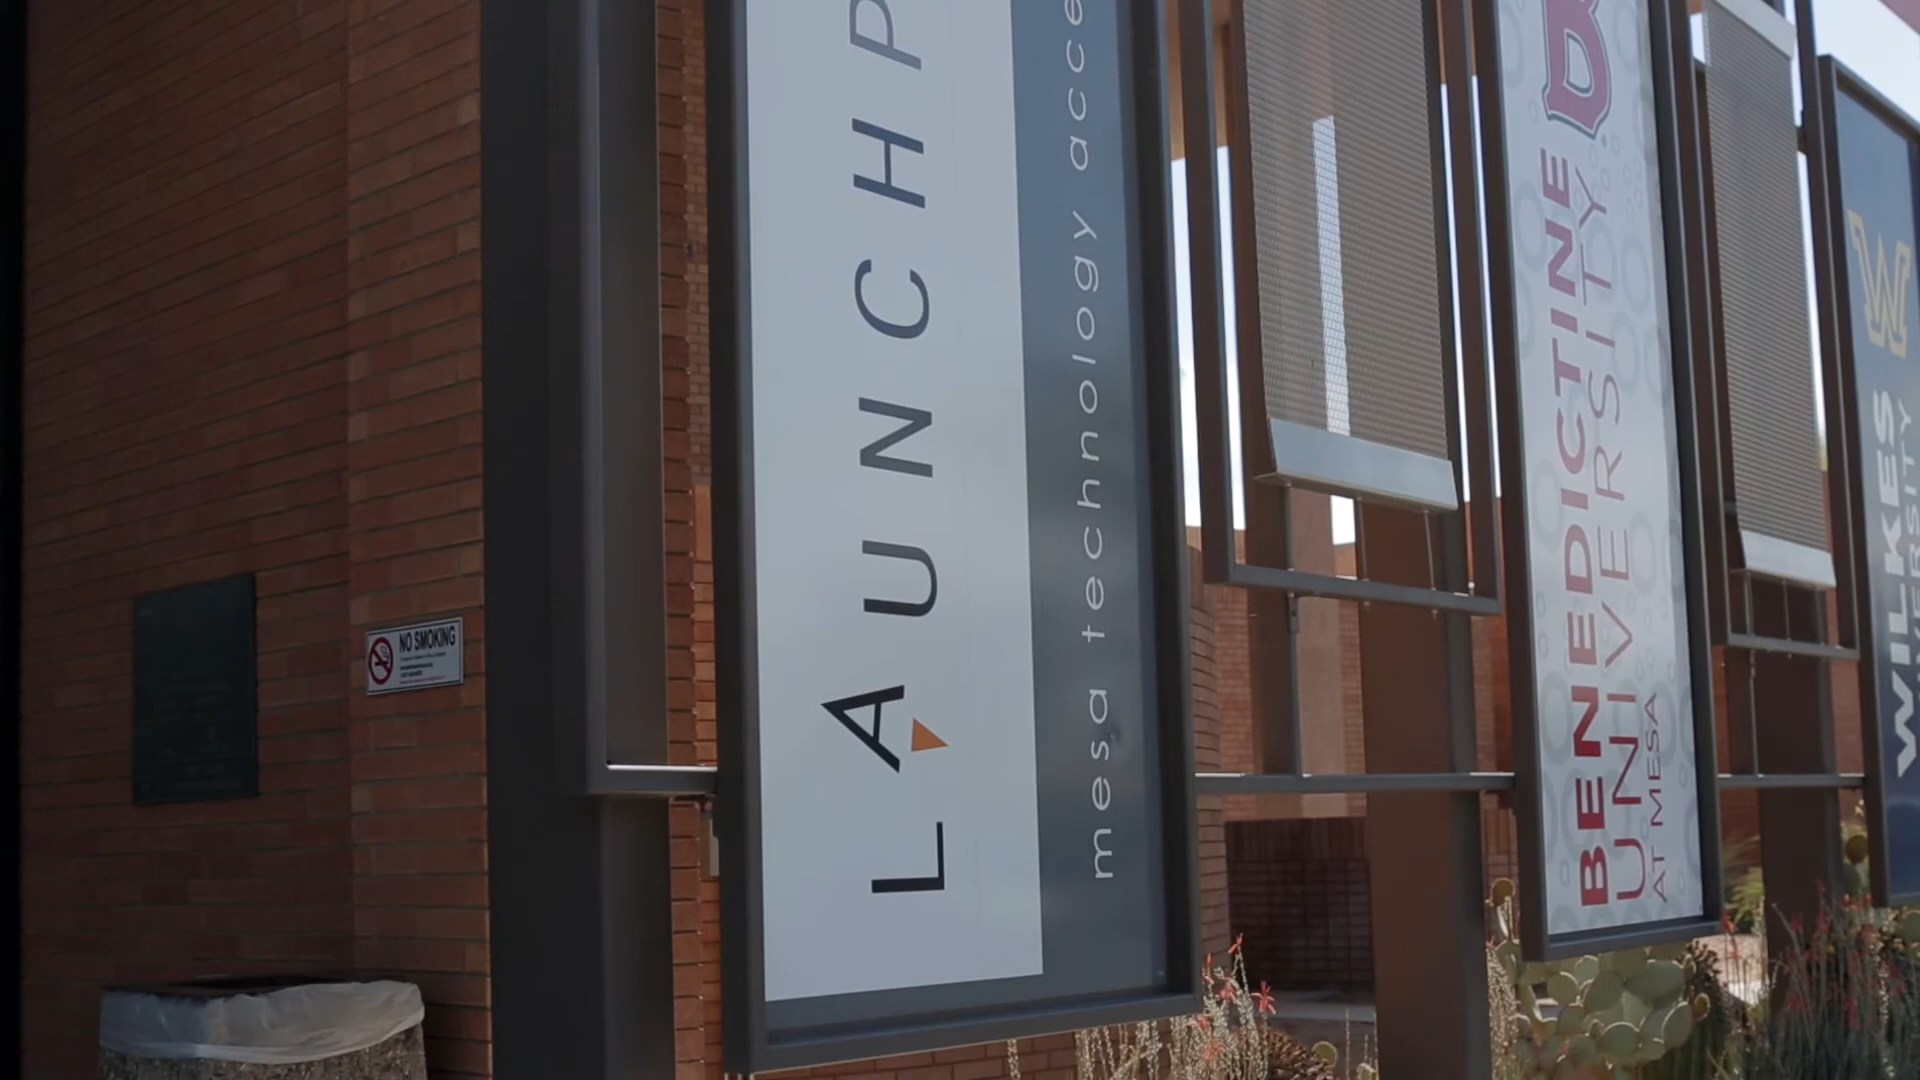 NO SMOKING
LAUNCHP
mesa technology acce
BENEDICTINE
UNIVERSITY
AT MESA
W
WILKES